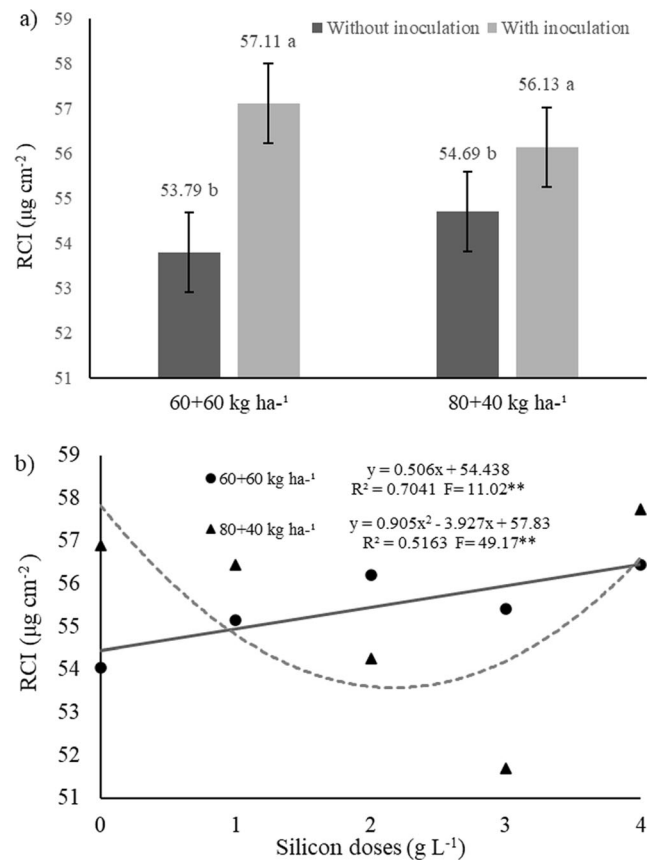 a)
59
58
57
56
55
54
53
52
51
RCI (µg cm⁻²)
Without inoculation
With inoculation
53.79 b
57.11 a
54.69 b
56.13 a
60+60 kg ha-¹
80+40 kg ha-¹
b)
59
58
57
56
55
54
53
52
51
RCI (µg cm⁻²)
60+60 kg ha-¹
y = 0.506x + 54.438
R² = 0.7041 F= 11.02**
80+40 kg ha-¹
y = 0.905x² - 3.927x + 57.83
R² = 0.5163 F= 49.17**
0 1 2 3 4
Silicon doses (g L⁻¹)